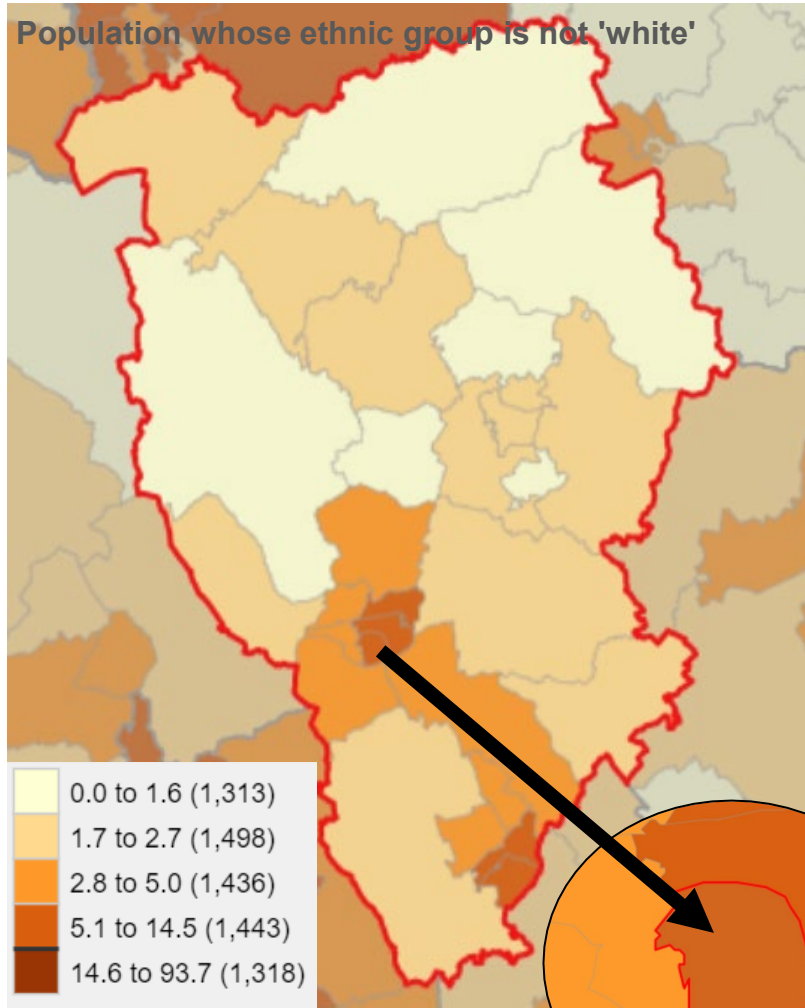 Population whose ethnic group is not 'white'
0.0 to 1.6 (1,313)
1.7 to 2.7 (1,498)
2.8 to 5.0 (1,436)
5.1 to 14.5 (1,443)
14.6 to 93.7 (1,318)